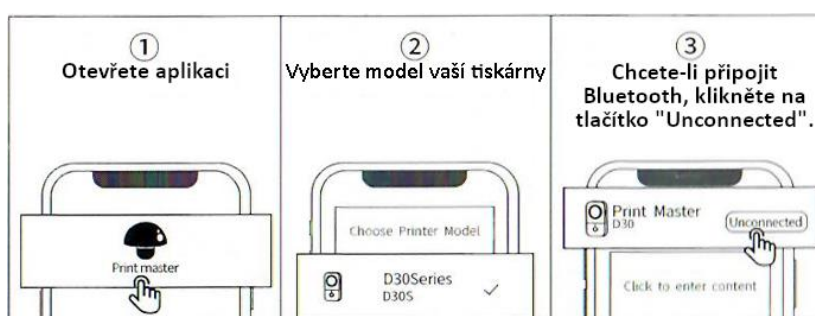 1
Otevřete aplikaci
Print master
2
Vyberte model vaší tiskárny
Choose Printer Model
D30Series
D30S
3
Chcete-li připojit
Bluetooth, klikněte na
tlačítko "Unconnected".
Print Master
D30
Unconnected
Click to enter content